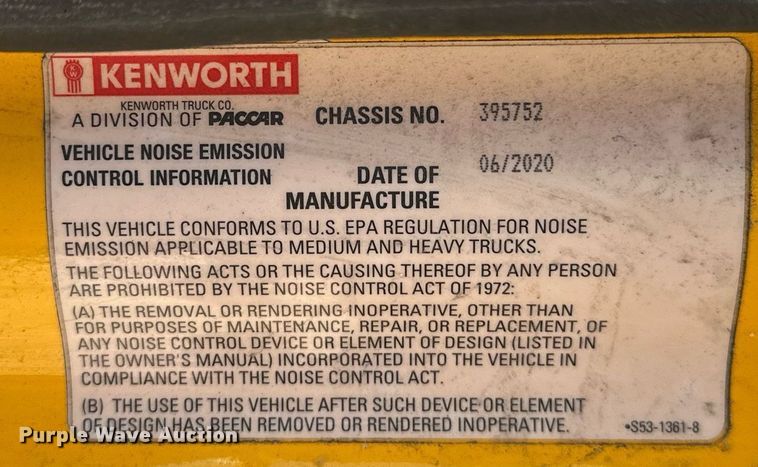 KENWORTH
KENWORTH TRUCK CO.
A DIVISION OF PACCAR
CHASSIS NO. 395752
VEHICLE NOISE EMISSION
CONTROL INFORMATION
DATE OF
MANUFACTURE
06/2020
THIS VEHICLE CONFORMS TO U.S. EPA REGULATION FOR NOISE
EMISSION APPLICABLE TO MEDIUM AND HEAVY TRUCKS.
THE FOLLOWING ACTS OR THE CAUSING THEREOF BY ANY PERSON
ARE PROHIBITED BY THE NOISE CONTROL ACT OF 1972:
(A) THE REMOVAL OR RENDERING INOPERATIVE, OTHER THAN
FOR PURPOSES OF MAINTENANCE, REPAIR, OR REPLACEMENT, OF
ANY NOISE CONTROL DEVICE OR ELEMENT OF DESIGN (LISTED IN
THE OWNER'S MANUAL) INCORPORATED INTO THE VEHICLE IN
COMPLIANCE WITH THE NOISE CONTROL ACT.
(B) THE USE OF THIS VEHICLE AFTER SUCH DEVICE OR ELEMENT
OF DESIGN HAS BEEN REMOVED OR RENDERED INOPERATIVE.
•S53-1361-8
Purple Wave Auction